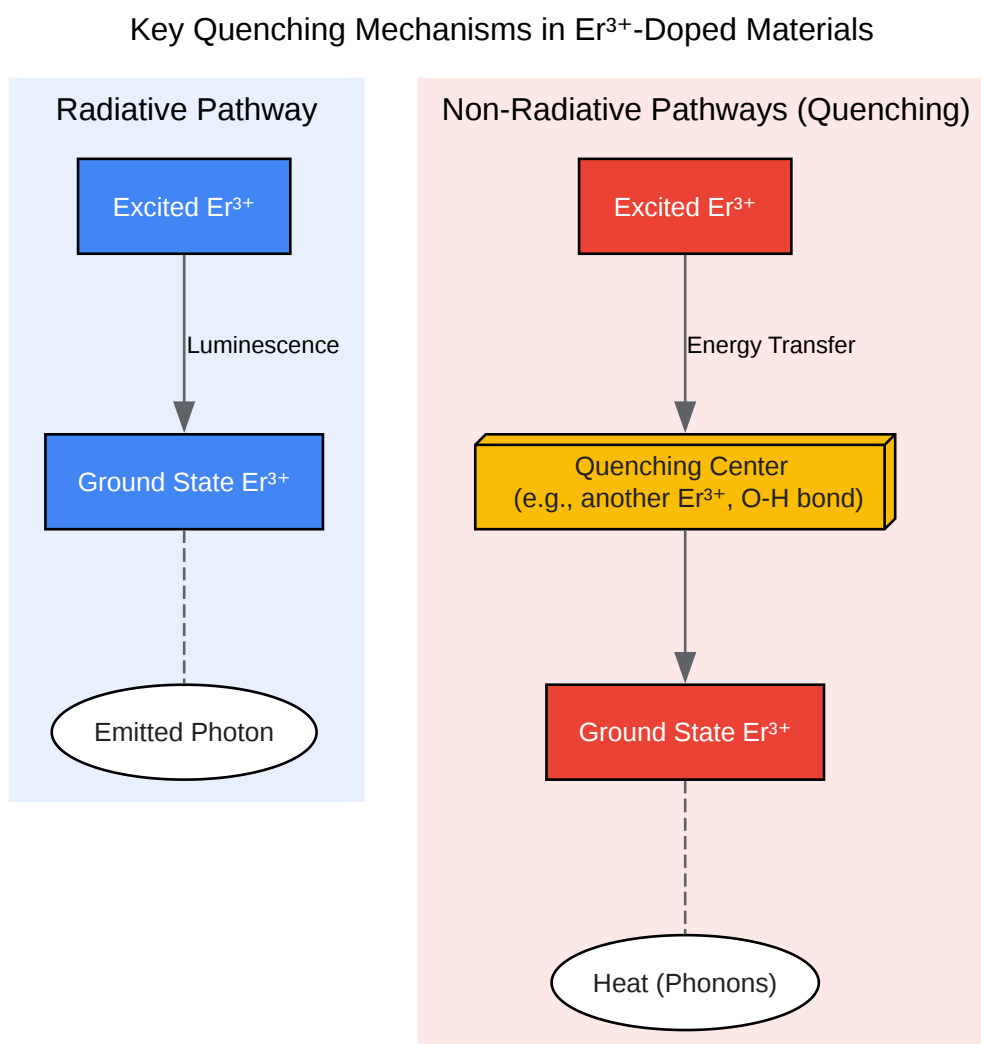 Key Quenching Mechanisms in Er³⁺-Doped Materials
Radiative Pathway
Excited Er³⁺
Luminescence
Ground State Er³⁺
Emitted Photon
Non-Radiative Pathways (Quenching)
Excited Er³⁺
Energy Transfer
Quenching Center
(e.g., another Er³⁺, O-H bond)
Ground State Er³⁺
Heat (Phonons)